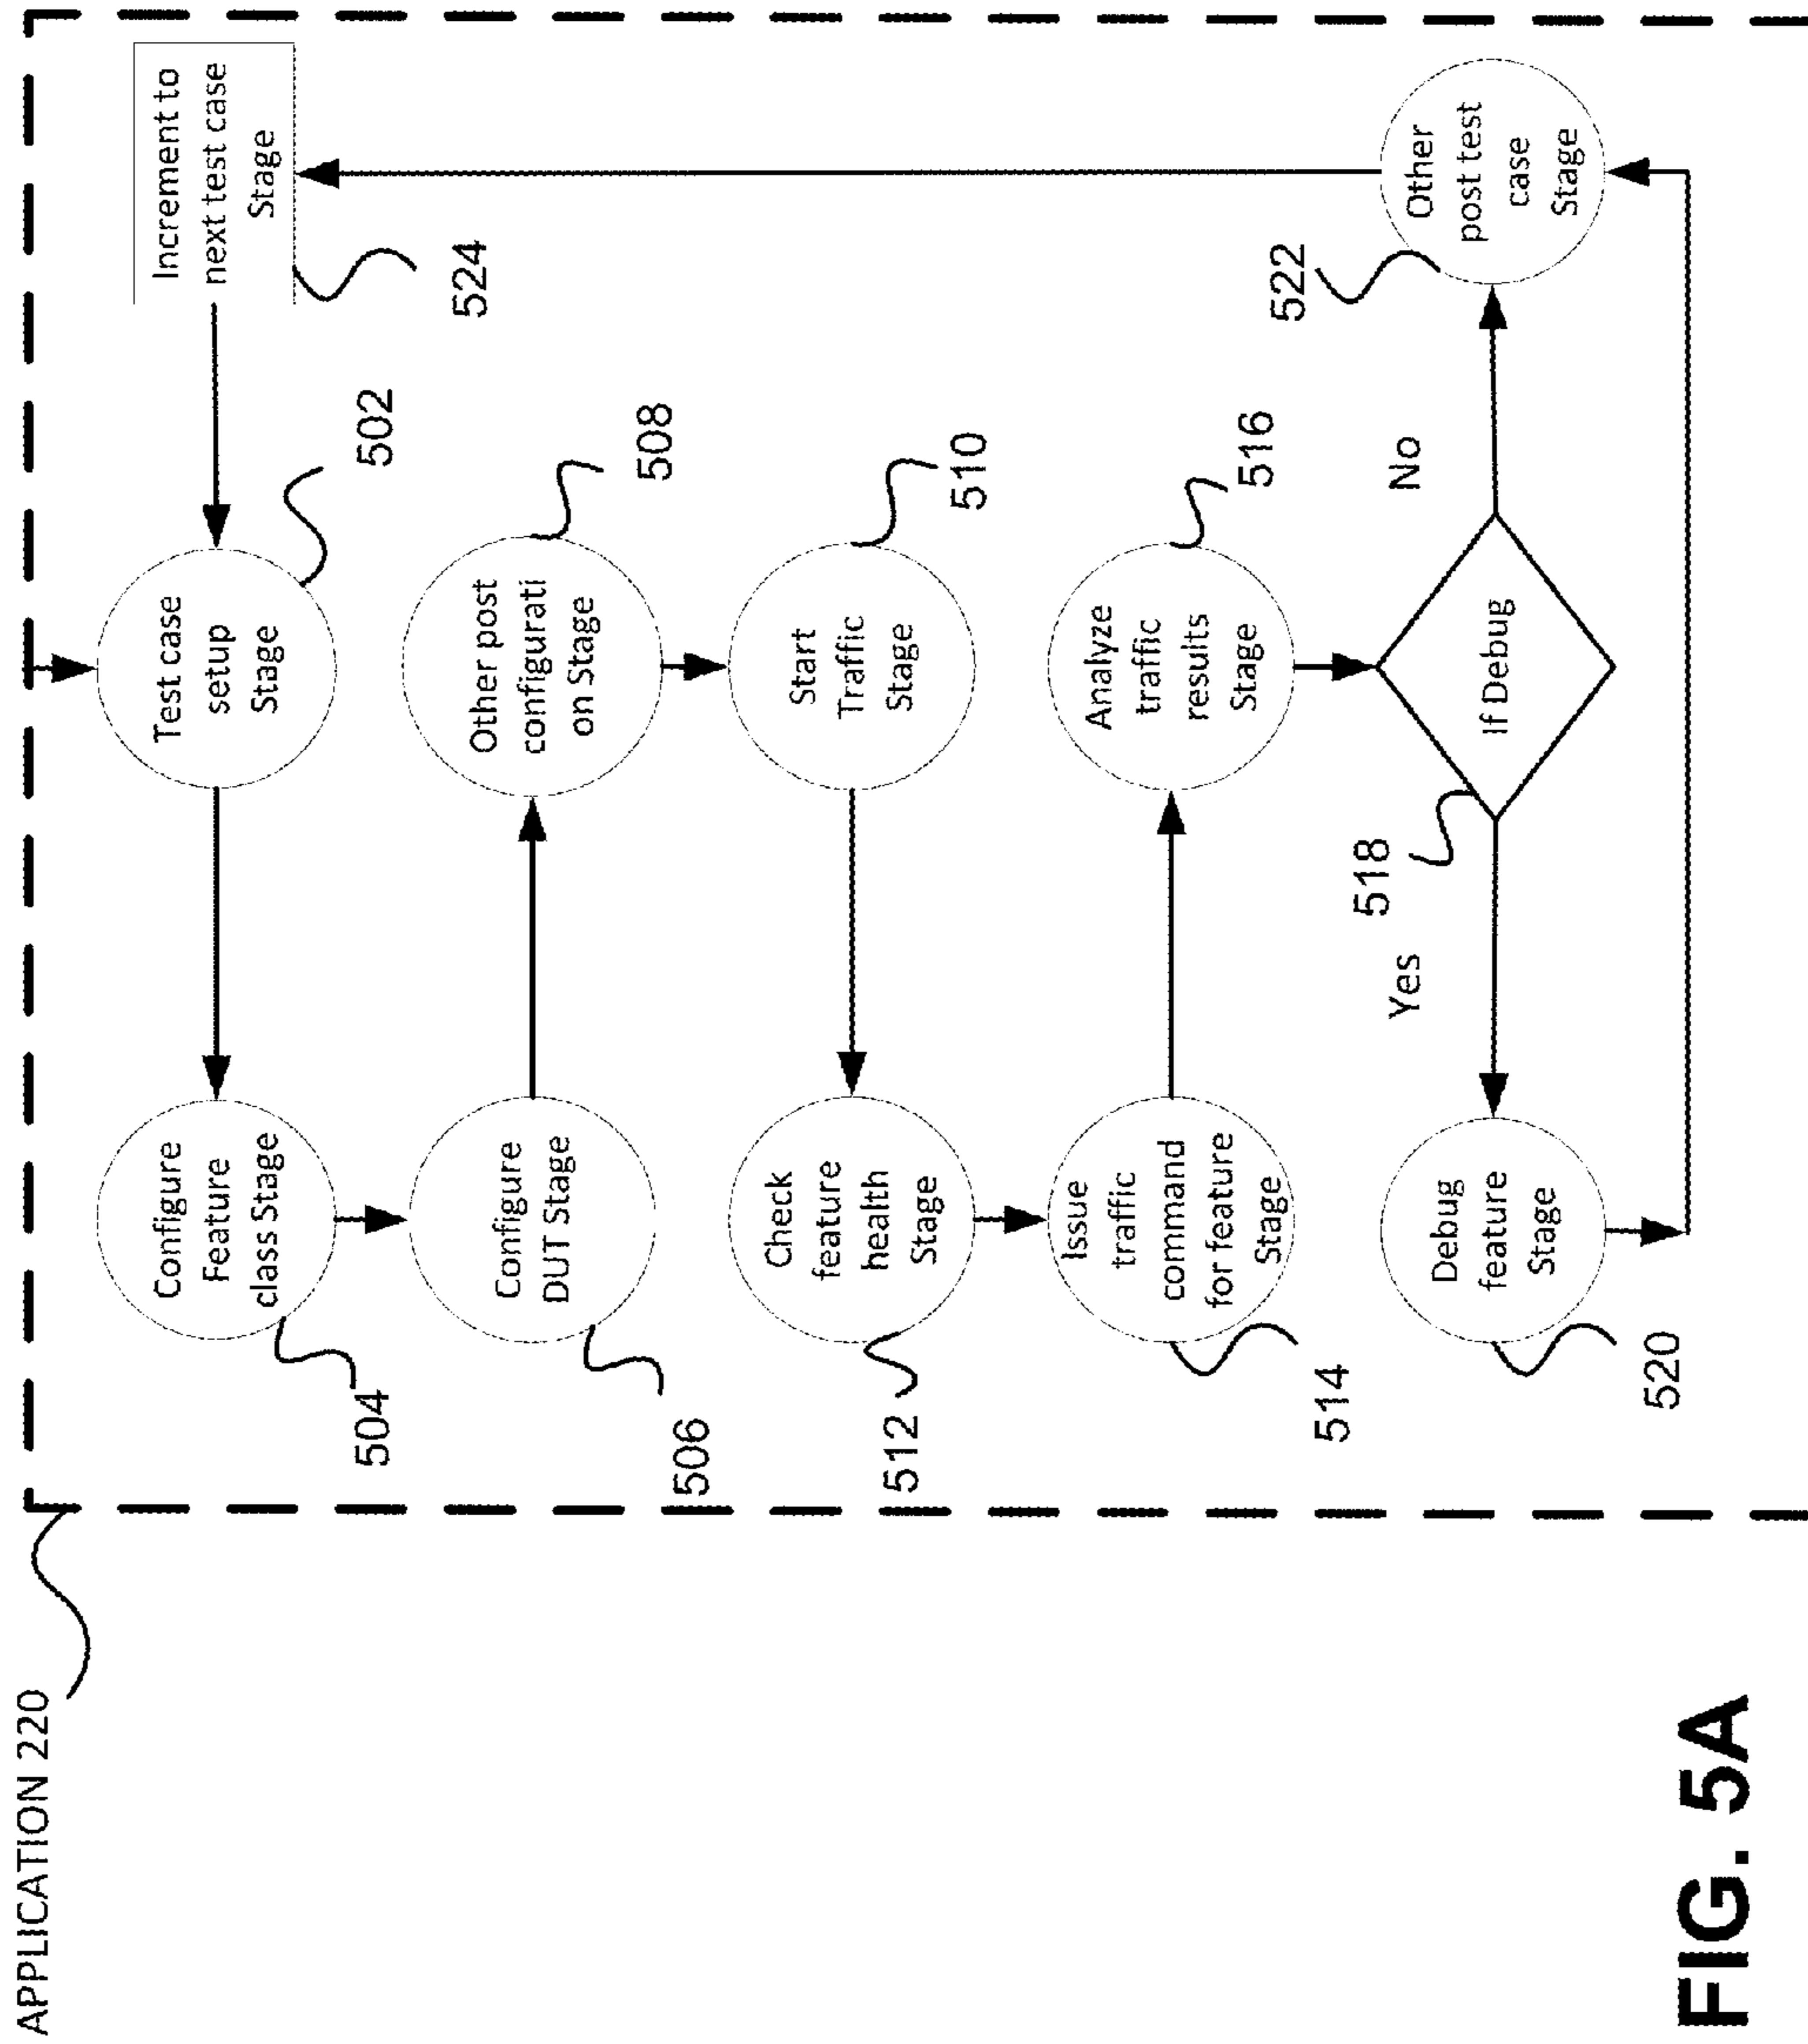 APPLICATION 220
Increment to
next test case
Stage
524
Test case
setup
Stage
502
Configure
Feature
class Stage
504
Configure
DUT Stage
506
Other post
configurati
on Stage
508
Start
Traffic
Stage
510
Check
feature
health
Stage
512
Issue
traffic
command
for feature
Stage
514
Analyze
traffic
results
Stage
516
If Debug
518
Yes
No
Debug
feature
Stage
520
Other
post test
case
Stage
522
FIG. 5A